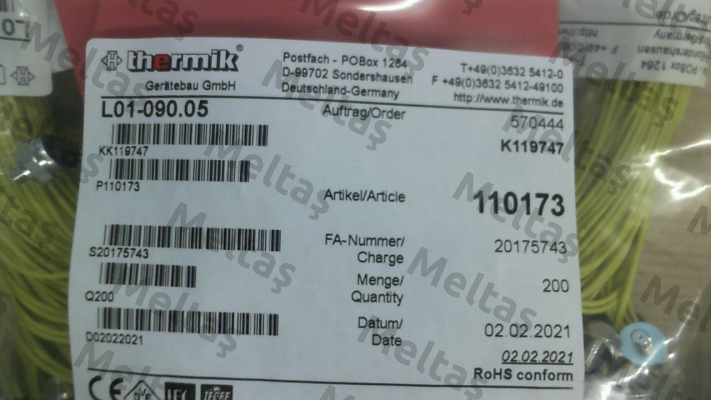 thermik
Gerätebau GmbH
Postfach - POBox 1264
D-99702 Sondershausen
Deutschland-Germany
T+49(0)3632 5412-0
F +49(0)3632 5412-49100
http://www.thermik.de
L01-090.05
Auftrag/Order
570444
KK119747
K119747
P110173
Artikel/Article
110173
S20175743
FA-Nummer/
Charge
20175743
Q200
Menge/
Quantity
200
D02022021
Datum/
Date
02.02.2021
02.02.2021
RoHS conform
CE
Meltaş